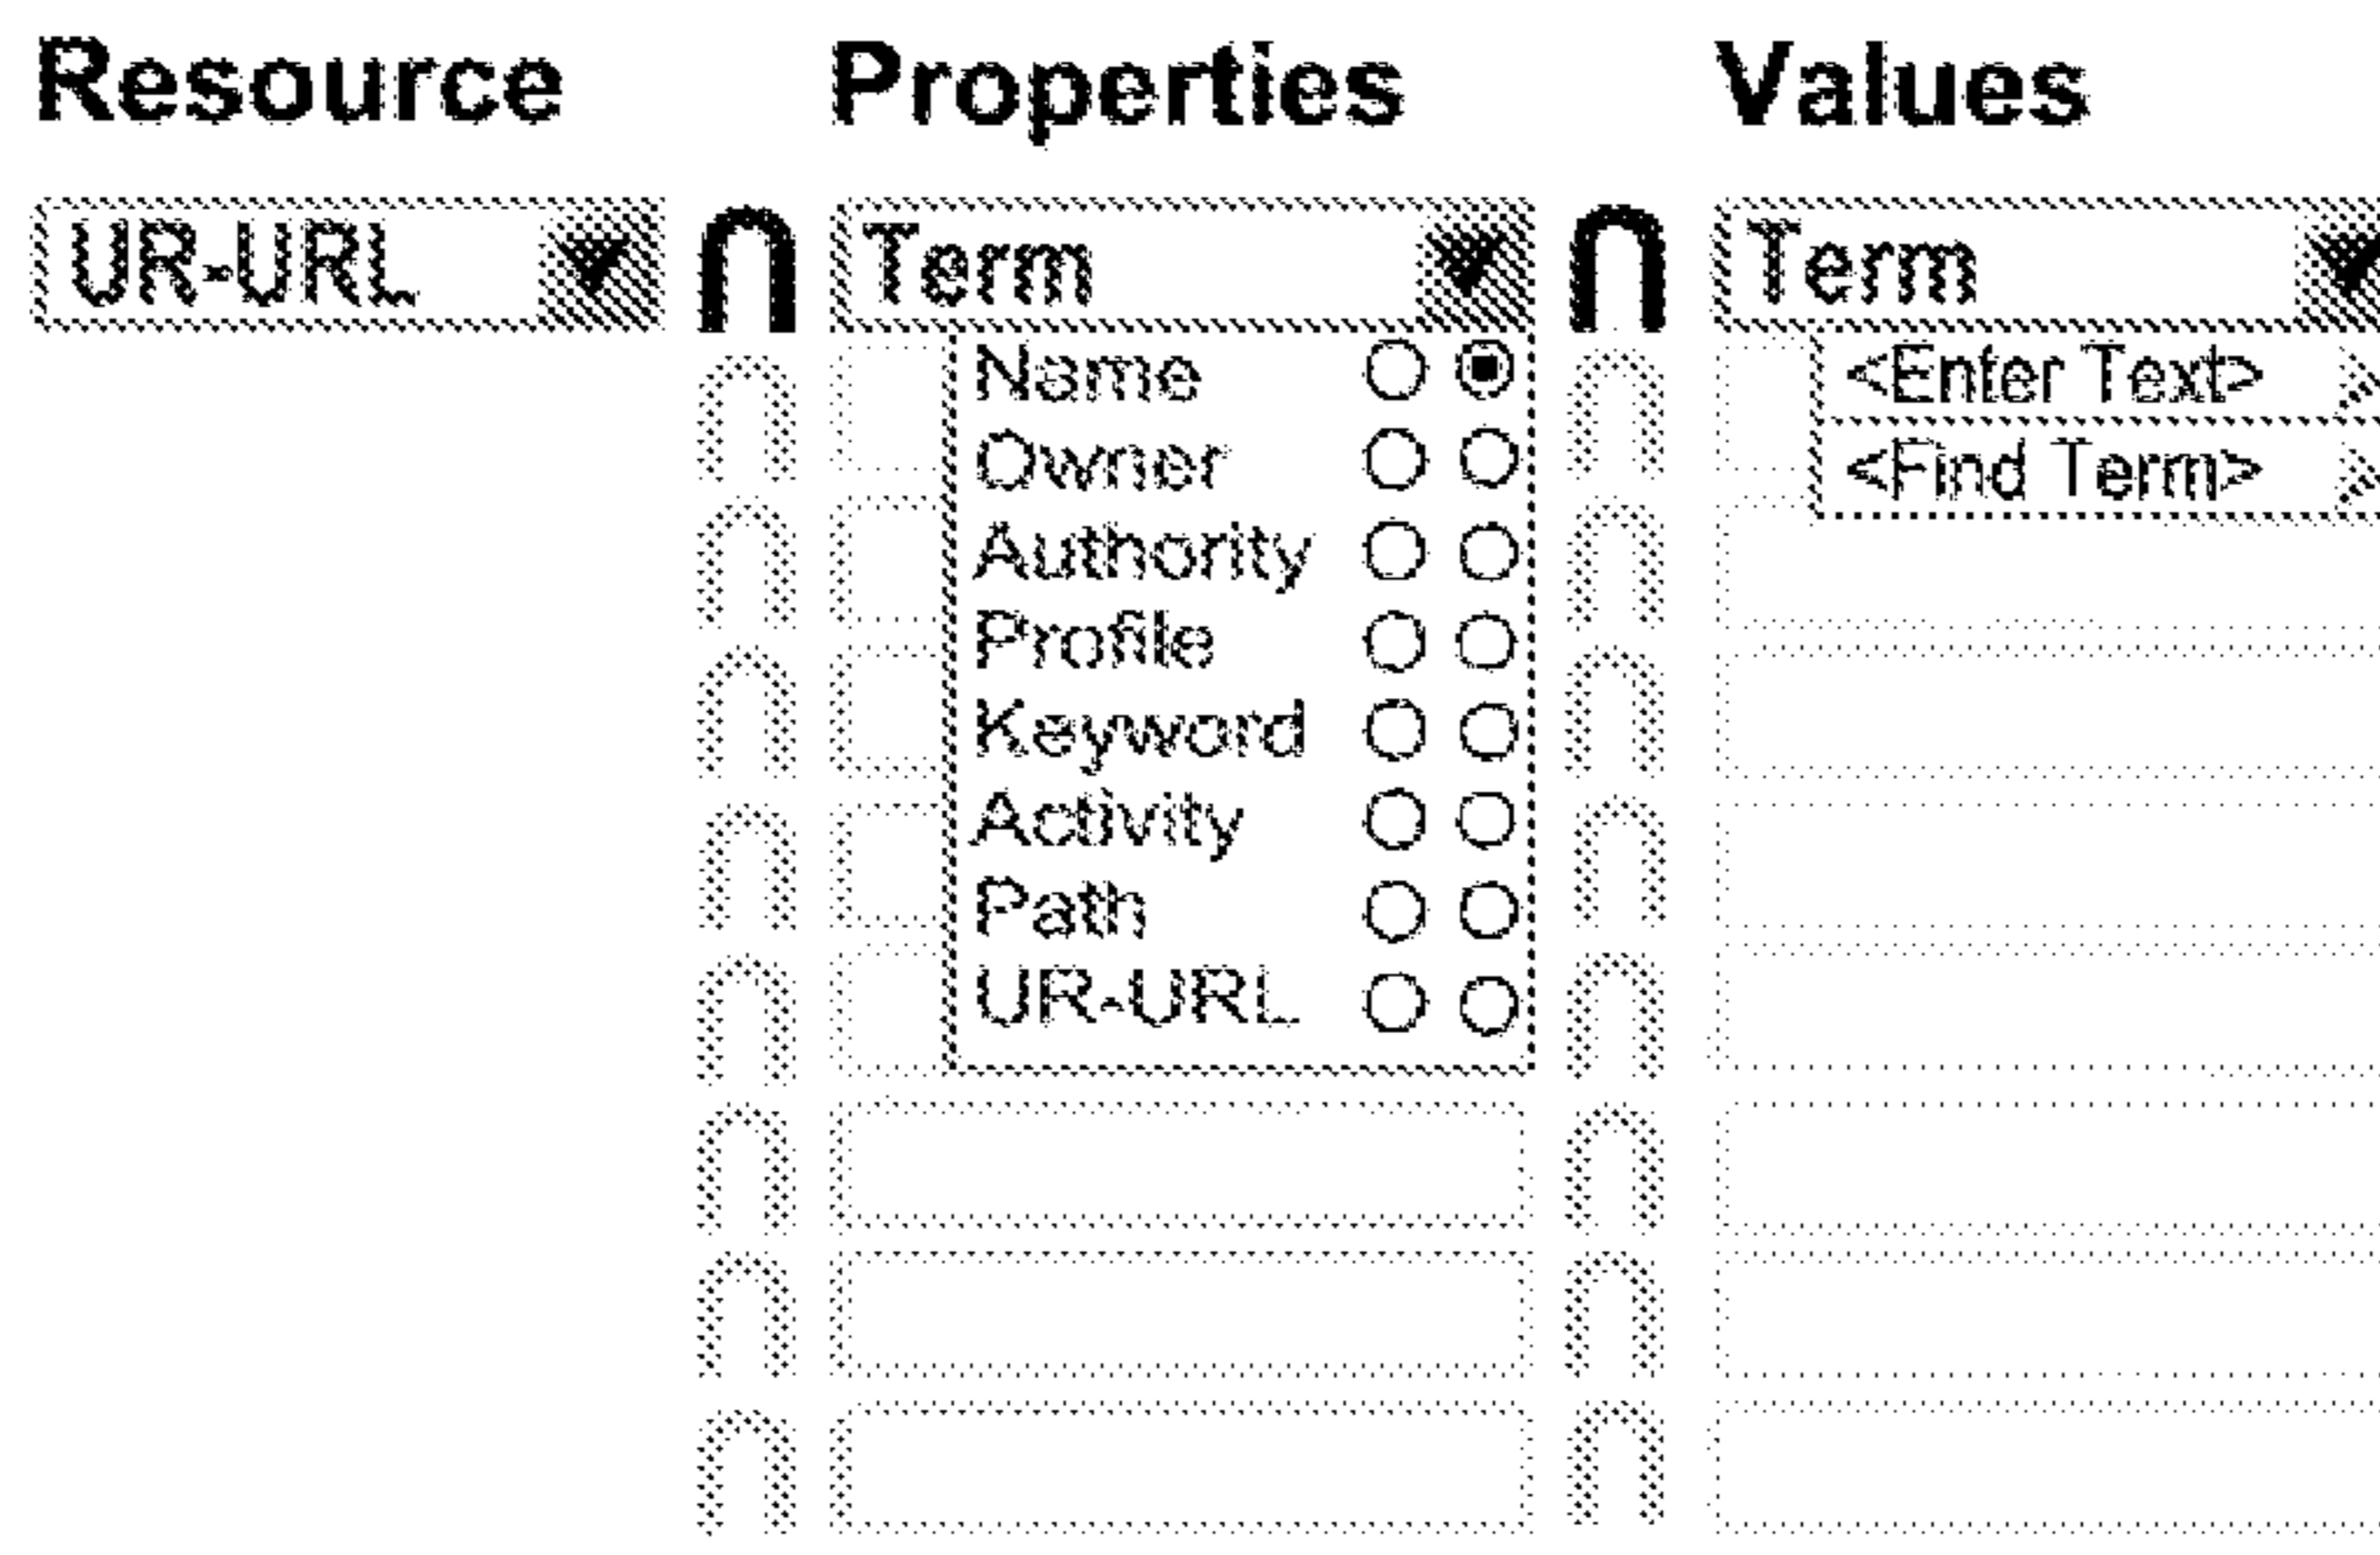 Resource Properties Values
UR-URL ∩ Term ∩ Term
Name <Enter Text>
Owner <Find Term>
Authority
Profile
Keyword
Activity
Path
UR-URL